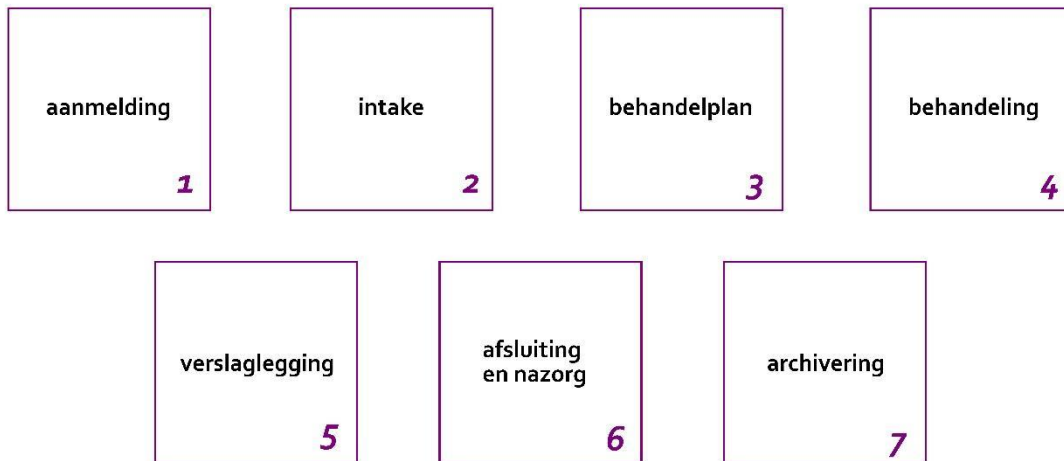 aanmelding
1
intake
2
behandelplan
3
behandeling
4
verslaglegging
5
afsluiting
en nazorg
6
archivering
7